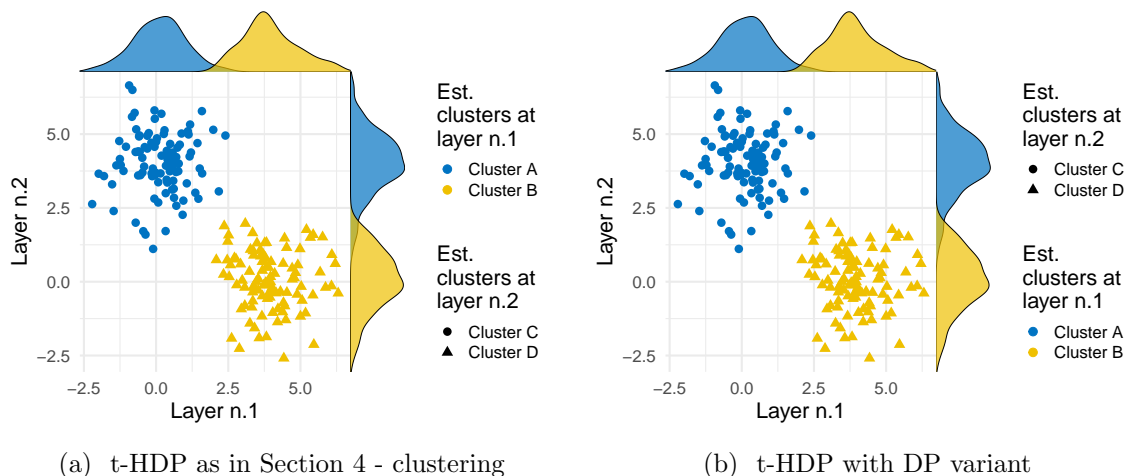 Layer n.2
5.0
2.5
0.0
−2.5
−2.5
0.0
2.5
5.0
Layer n.1
Est.
clusters at
layer n.1
Cluster A
Cluster B
Est.
clusters at
layer n.2
Cluster C
Cluster D
(a) t-HDP as in Section 4 - clustering
Layer n.2
5.0
2.5
0.0
−2.5
−2.5
0.0
2.5
5.0
Layer n.1
Est.
clusters at
layer n.2
Cluster C
Cluster D
Est.
clusters at
layer n.1
Cluster A
Cluster B
(b) t-HDP with DP variant